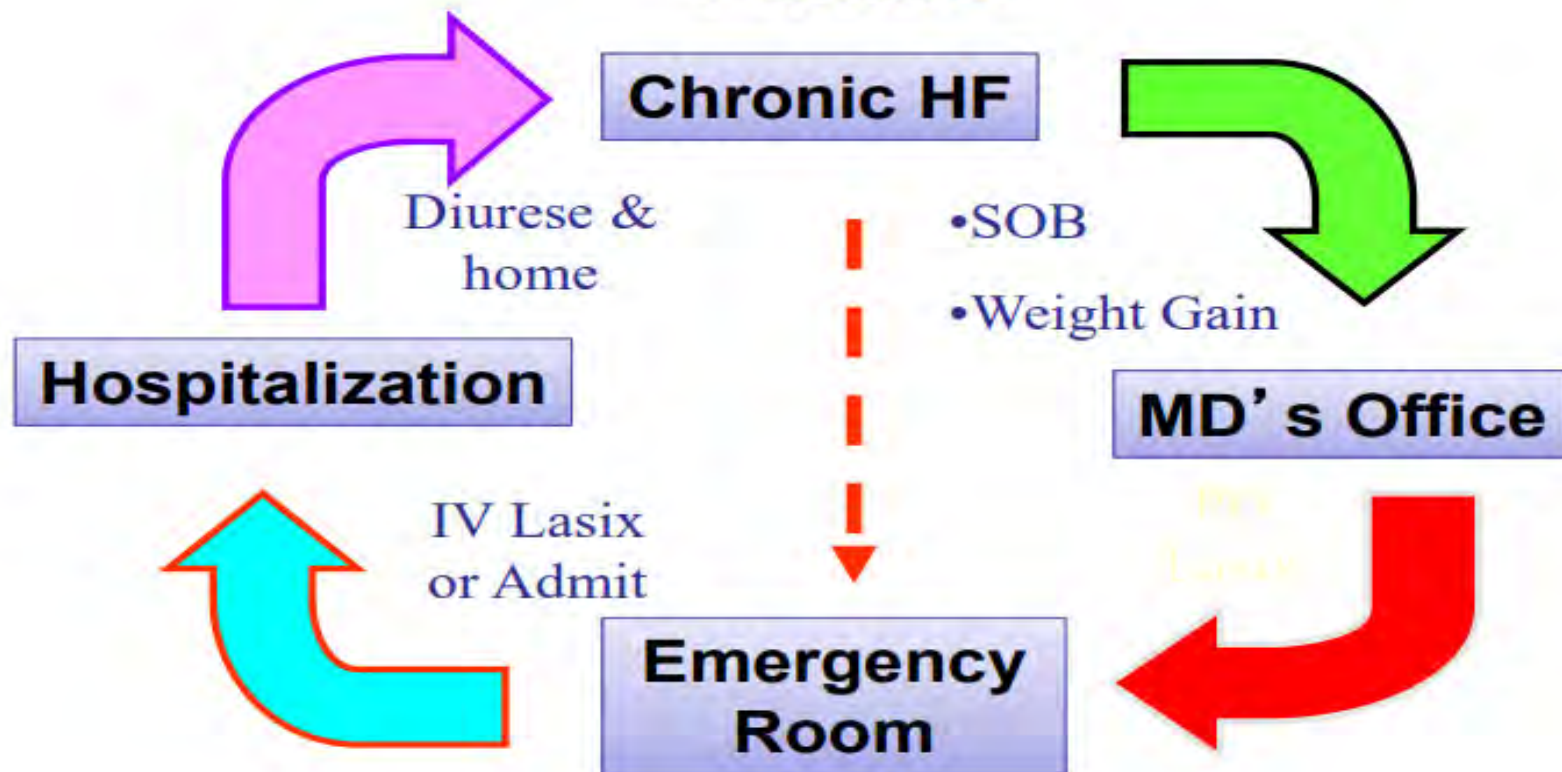 Chronic HF
Diurese &
home
•SOB
•Weight Gain
Hospitalization
MD’s Office
IV Lasix
or Admit
Emergency
Room